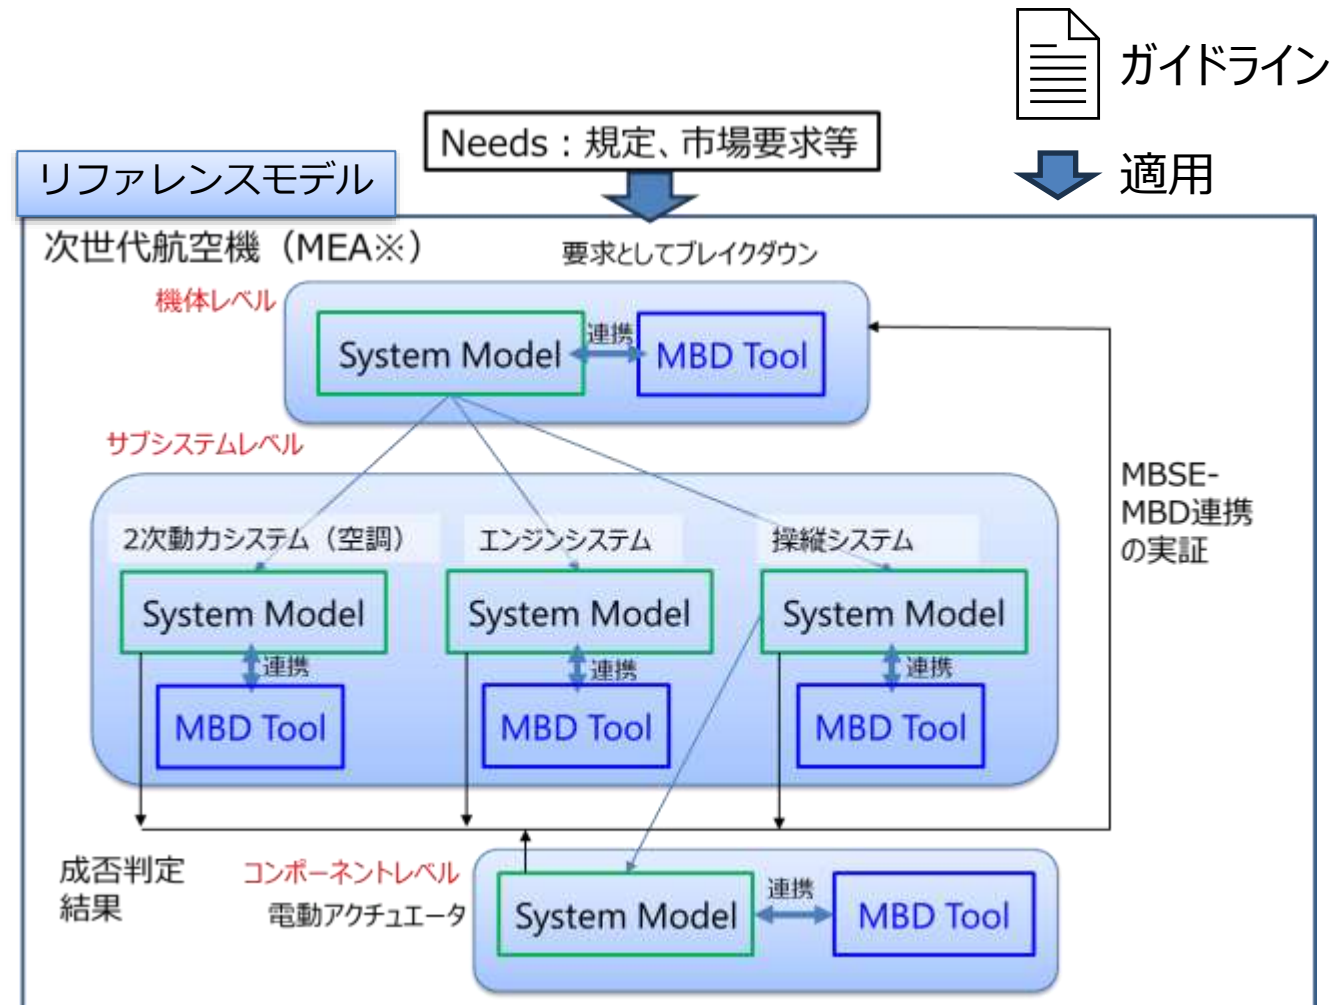 ガイドライン
適用
Needs：規定、市場要求等
リファレンスモデル
次世代航空機（MEA※）
要求としてブレイクダウン
機体レベル
System Model
連携
MBD Tool
サブシステムレベル
2次動力システム（空調）
エンジンシステム
操縦システム
System Model
System Model
System Model
連携
連携
連携
MBD Tool
MBD Tool
MBD Tool
MBSE-
MBD連携
の実証
成否判定
結果
コンポーネントレベル
電動アクチュエータ
System Model
連携
MBD Tool